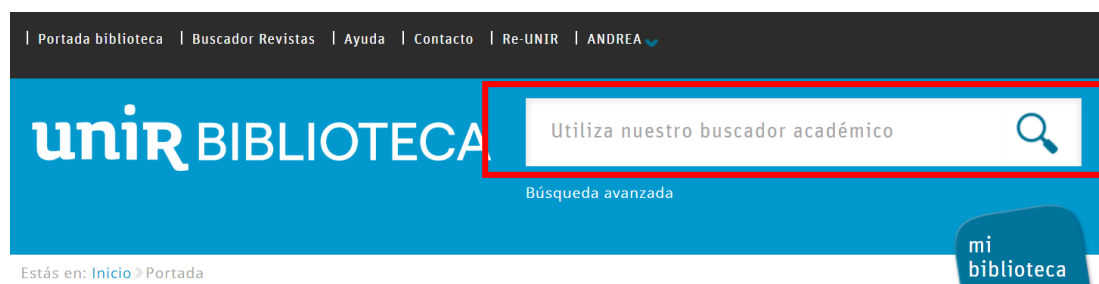 Portada biblioteca | Buscador Revistas | Ayuda | Contacto | Re-UNIR | ANDREA
unir BIBLIOTECA
Utiliza nuestro buscador académico
Búsqueda avanzada
mi
biblioteca
Estás en: Inicio > Portada